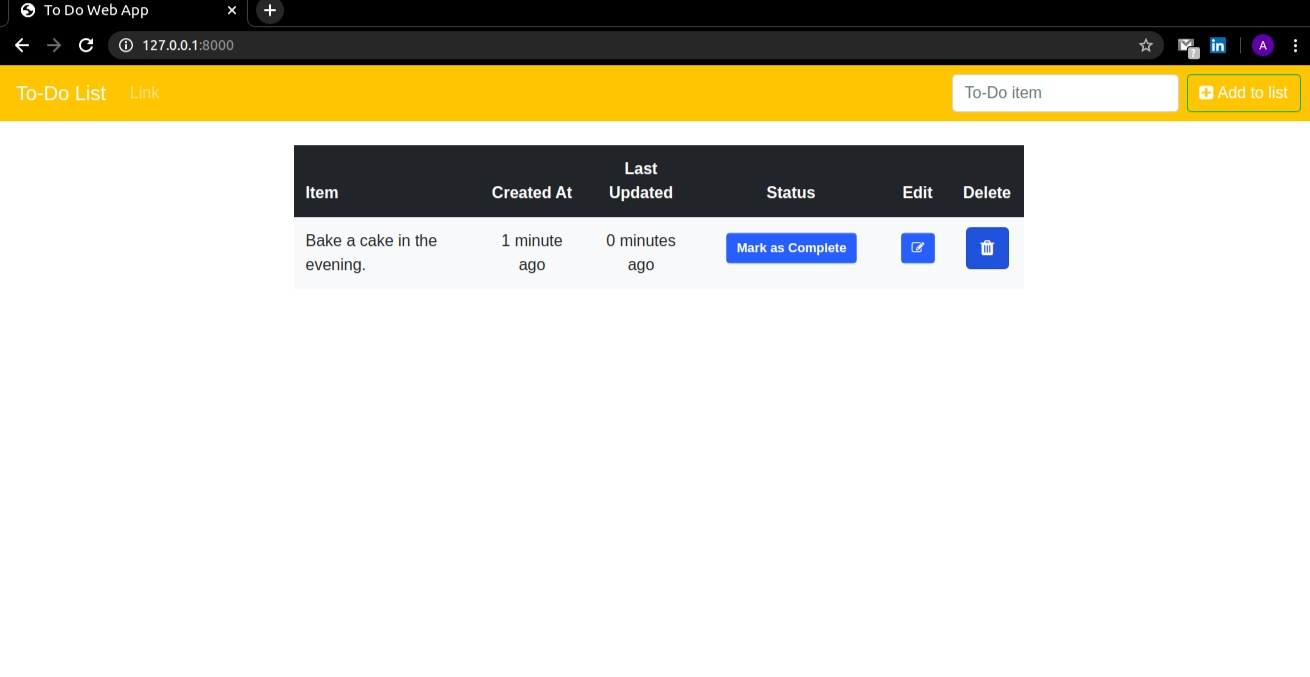 To Do Web App
127.0.0.1:8000
?
in
A
To-Do List Link To-Do item Add to list
Item Created At Last Updated Status Edit Delete
Bake a cake in the 1 minute 0 minutes Mark as Complete
evening. ago ago